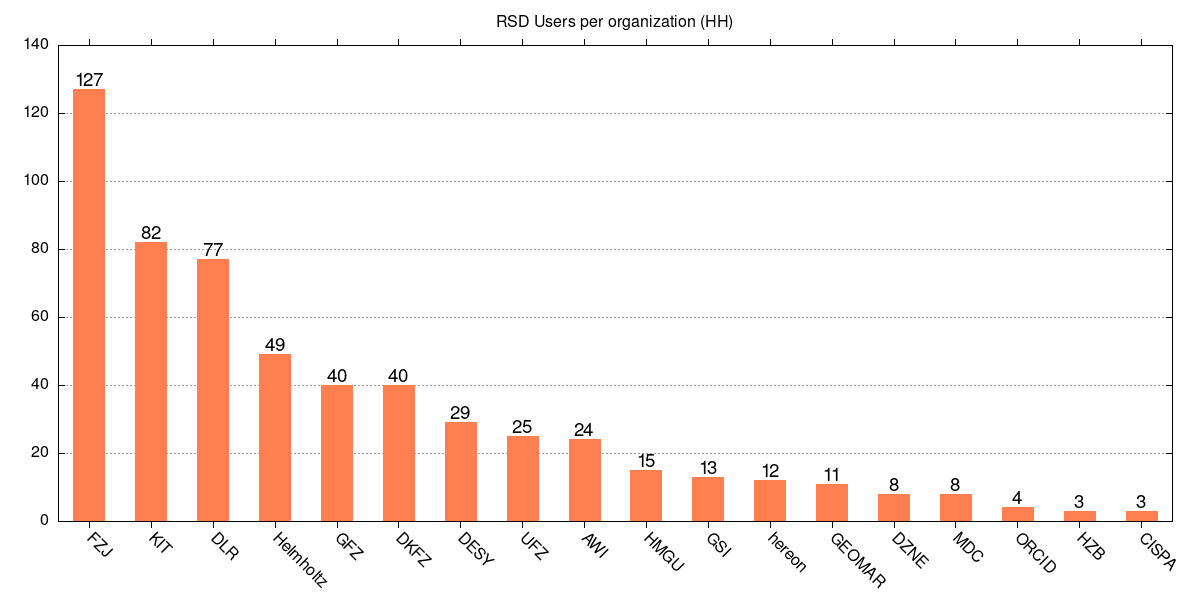 RSD Users per organization (HH)
140
120
100
80
60
40
20
0
127
82
77
49
40
40
29
25
24
15
13
12
11
8
8
4
3
3
FZJ
KIT
DLR
Helmholtz
GFZ
DKFZ
DESY
UFZ
AWI
HMGU
GSI
hereon
GEOMAR
DZNE
MDC
ORCID
HZB
CISPA